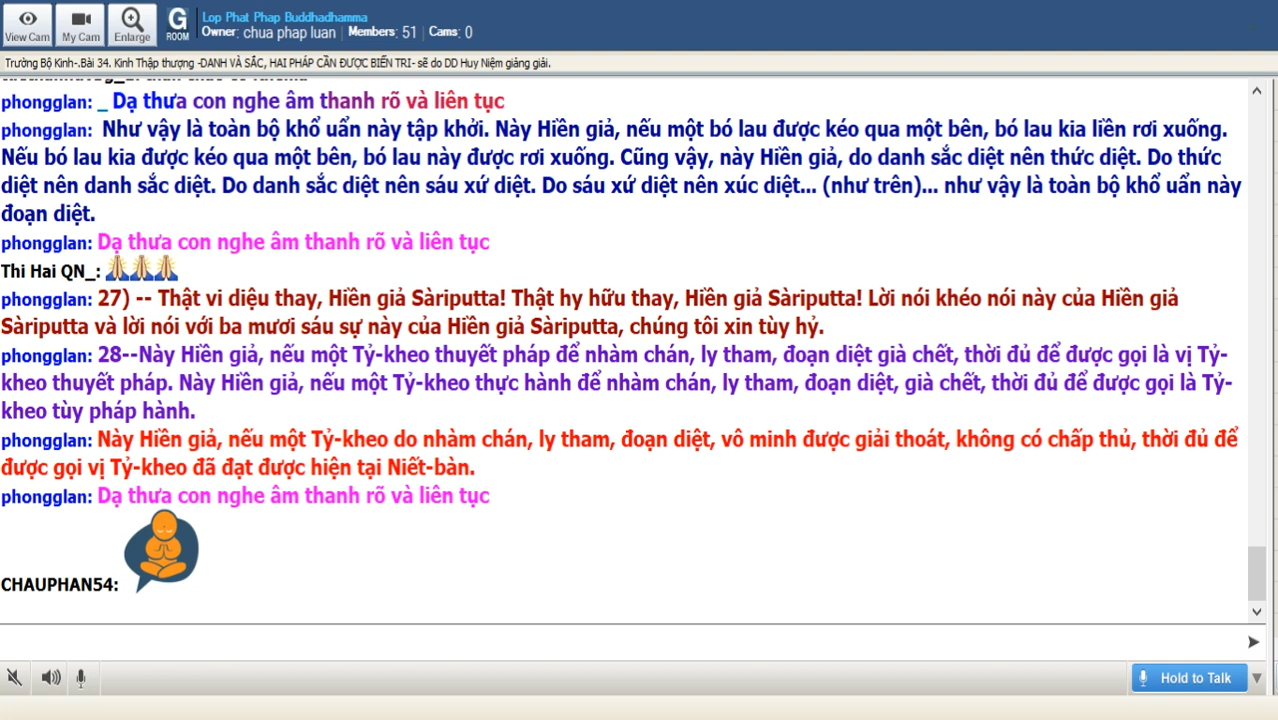 Lop Phat Phap Buddhadhamma
Owner: chua phap luan | Members: 51 | Cams: 0
View Cam
My Cam
Enlarge
G
ROOM
Trường Bộ Kinh-.Bài 34. Kinh Thập thượng -DANH VÀ SẮC, HAI PHÁP CẦN ĐƯỢC BIẾN TRI- sẽ do DD Huy Niệm giảng giải.
phongglan: _ Dạ thưa con nghe âm thanh rõ và liên tục
phongglan: Như vậy là toàn bộ khổ uẩn này tập khởi. Này Hiền giả, nếu một bó lau được kéo qua một bên, bó lau kia liền rơi xuống.
Nếu bó lau kia được kéo qua một bên, bó lau này được rơi xuống. Cũng vậy, này Hiền giả, do danh sắc diệt nên thức diệt. Do thức
diệt nên danh sắc diệt. Do danh sắc diệt nên sáu xứ diệt. Do sáu xứ diệt nên xúc diệt... (như trên)... như vậy là toàn bộ khổ uẩn này
đoạn diệt.
phongglan: Dạ thưa con nghe âm thanh rõ và liên tục
Thi Hai QN_:
phongglan: 27) -- Thật vi diệu thay, Hiền giả Sàriputta! Thật hy hữu thay, Hiền giả Sàriputta! Lời nói khéo nói này của Hiền giả
Sàriputta và lời nói với ba mươi sáu sự này của Hiền giả Sàriputta, chúng tôi xin tùy hỷ.
phongglan: 28--Này Hiền giả, nếu một Tỷ-kheo thuyết pháp để nhàm chán, ly tham, đoạn diệt già chết, thời đủ để được gọi là vị Tỷ-
kheo thuyết pháp. Này Hiền giả, nếu một Tỷ-kheo thực hành để nhàm chán, ly tham, đoạn diệt, già chết, thời đủ để được gọi là Tỷ-
kheo tùy pháp hành.
phongglan: Này Hiền giả, nếu một Tỷ-kheo do nhàm chán, ly tham, đoạn diệt, vô minh được giải thoát, không có chấp thủ, thời đủ để
được gọi vị Tỷ-kheo đã đạt được hiện tại Niết-bàn.
phongglan: Dạ thưa con nghe âm thanh rõ và liên tục
CHAUPHAN54:
Hold to Talk